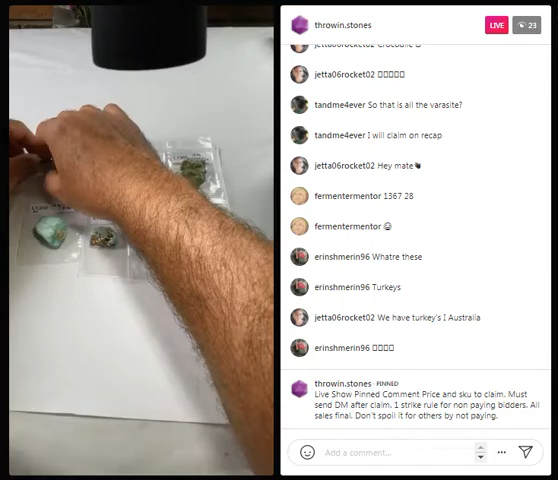 throwin.stones
LIVE
23
jetta06rocket02 Crocodile
jetta06rocket02
tandme4ever So that is all the varasite?
tandme4ever I will claim on recap
jetta06rocket02 Hey mate
fermentermentor 1367 28
fermentermentor
erinshmerin96 Whatre these
erinshmerin96 Turkeys
jetta06rocket02 We have turkey's I Australia
erinshmerin96
throwin.stones · PINNED
Live Show Pinned Comment Price and sku to claim. Must
send DM after claim. 1 strike rule for non paying bidders. All
sales final. Don't spoil it for others by not paying.
Add a comment...